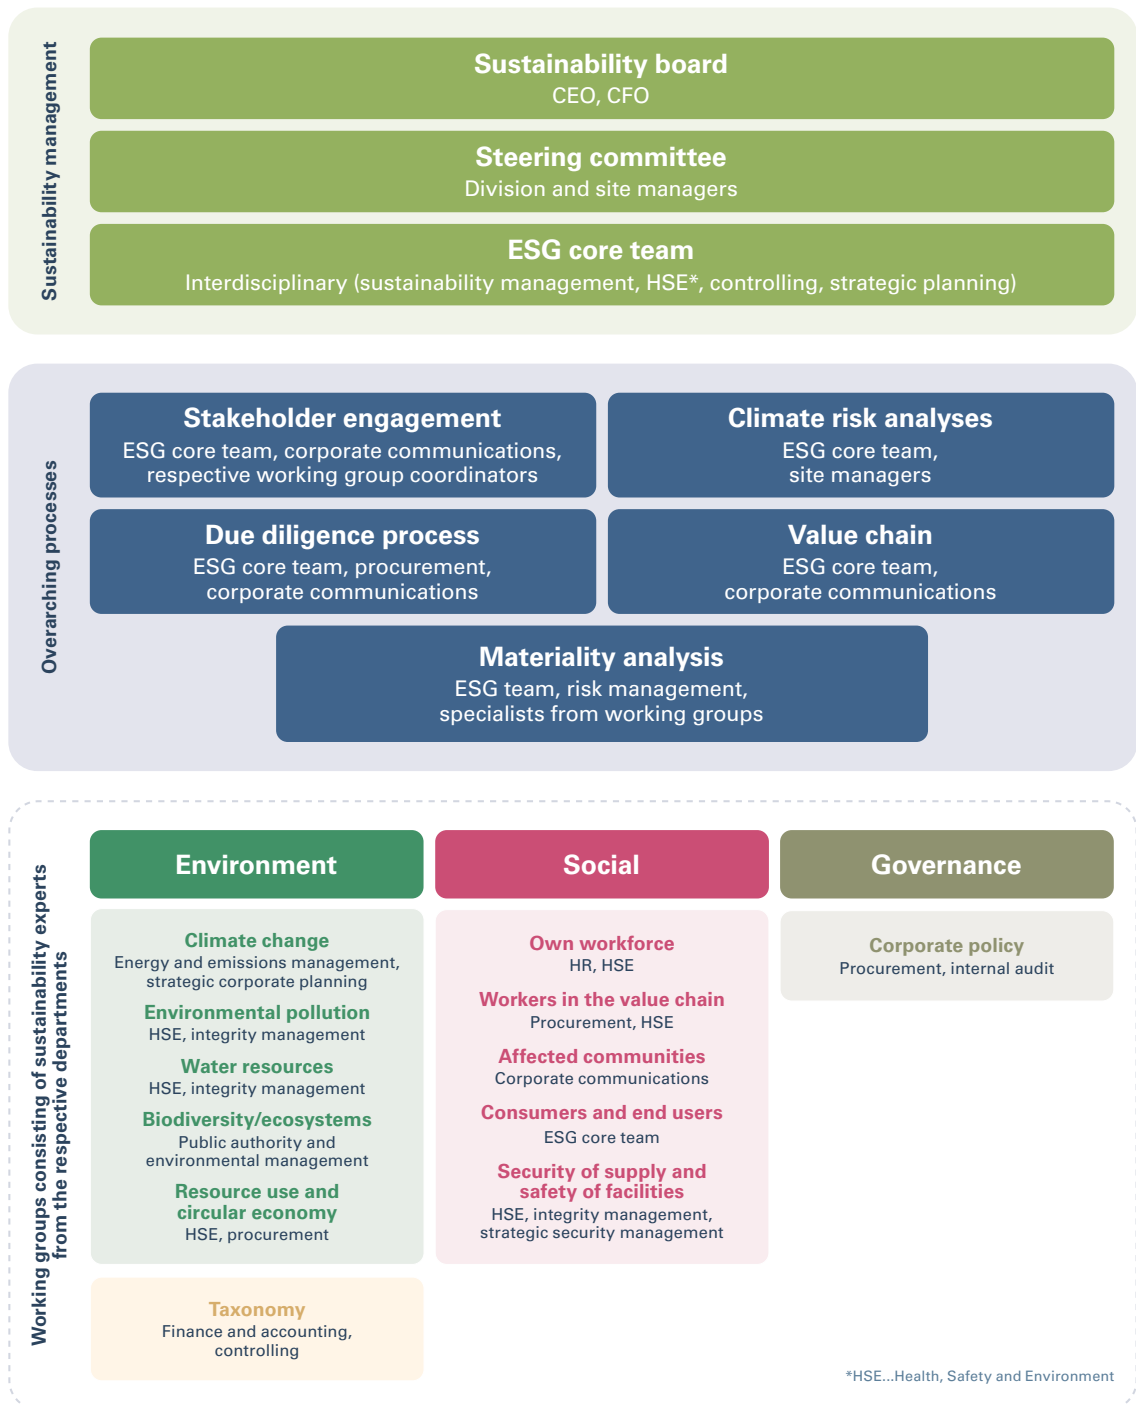 Sustainability management
Sustainability board
CEO, CFO
Steering committee
Division and site managers
ESG core team
Interdisciplinary (sustainability management, HSE*, controlling, strategic planning)
Overarching processes
Stakeholder engagement
ESG core team, corporate communications,
respective working group coordinators
Climate risk analyses
ESG core team,
site managers
Due diligence process
ESG core team, procurement,
corporate communications
Value chain
ESG core team,
corporate communications
Materiality analysis
ESG team, risk management,
specialists from working groups
Working groups consisting of sustainability experts
from the respective departments
Environment
Climate change
Energy and emissions management,
strategic corporate planning
Environmental pollution
HSE, integrity management
Water resources
HSE, integrity management
Biodiversity/ecosystems
Public authority and
environmental management
Resource use and
circular economy
HSE, procurement
Taxonomy
Finance and accounting,
controlling
Social
Own workforce
HR, HSE
Workers in the value chain
Procurement, HSE
Affected communities
Corporate communications
Consumers and end users
ESG core team
Security of supply and
safety of facilities
HSE, integrity management,
strategic security management
Governance
Corporate policy
Procurement, internal audit
*HSE...Health, Safety and Environment